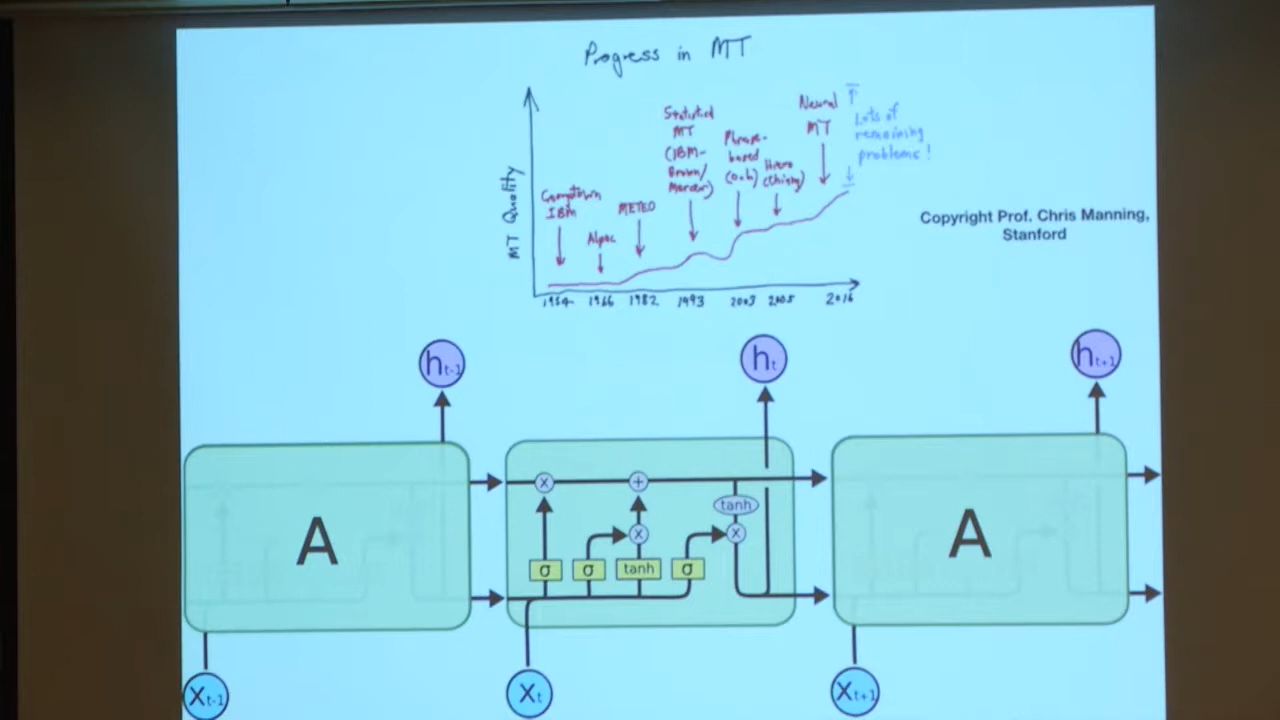 Progress in MT
MT Quality
Georgetown
IBM
Alpac
METEO
Statistical
MT
(IBM-
Brown/
Mercer)
Phrase-
based
(Och)
Hiero
(Chiang)
Neural
MT
Lots of
remaining
problems!
1954 1966 1982 1993 2003 2005 2016
Copyright Prof. Chris Manning,
Stanford
ht-1 ht ht+1
A
x + tanh
x x
σ σ tanh σ
A
Xt-1 Xt Xt+1